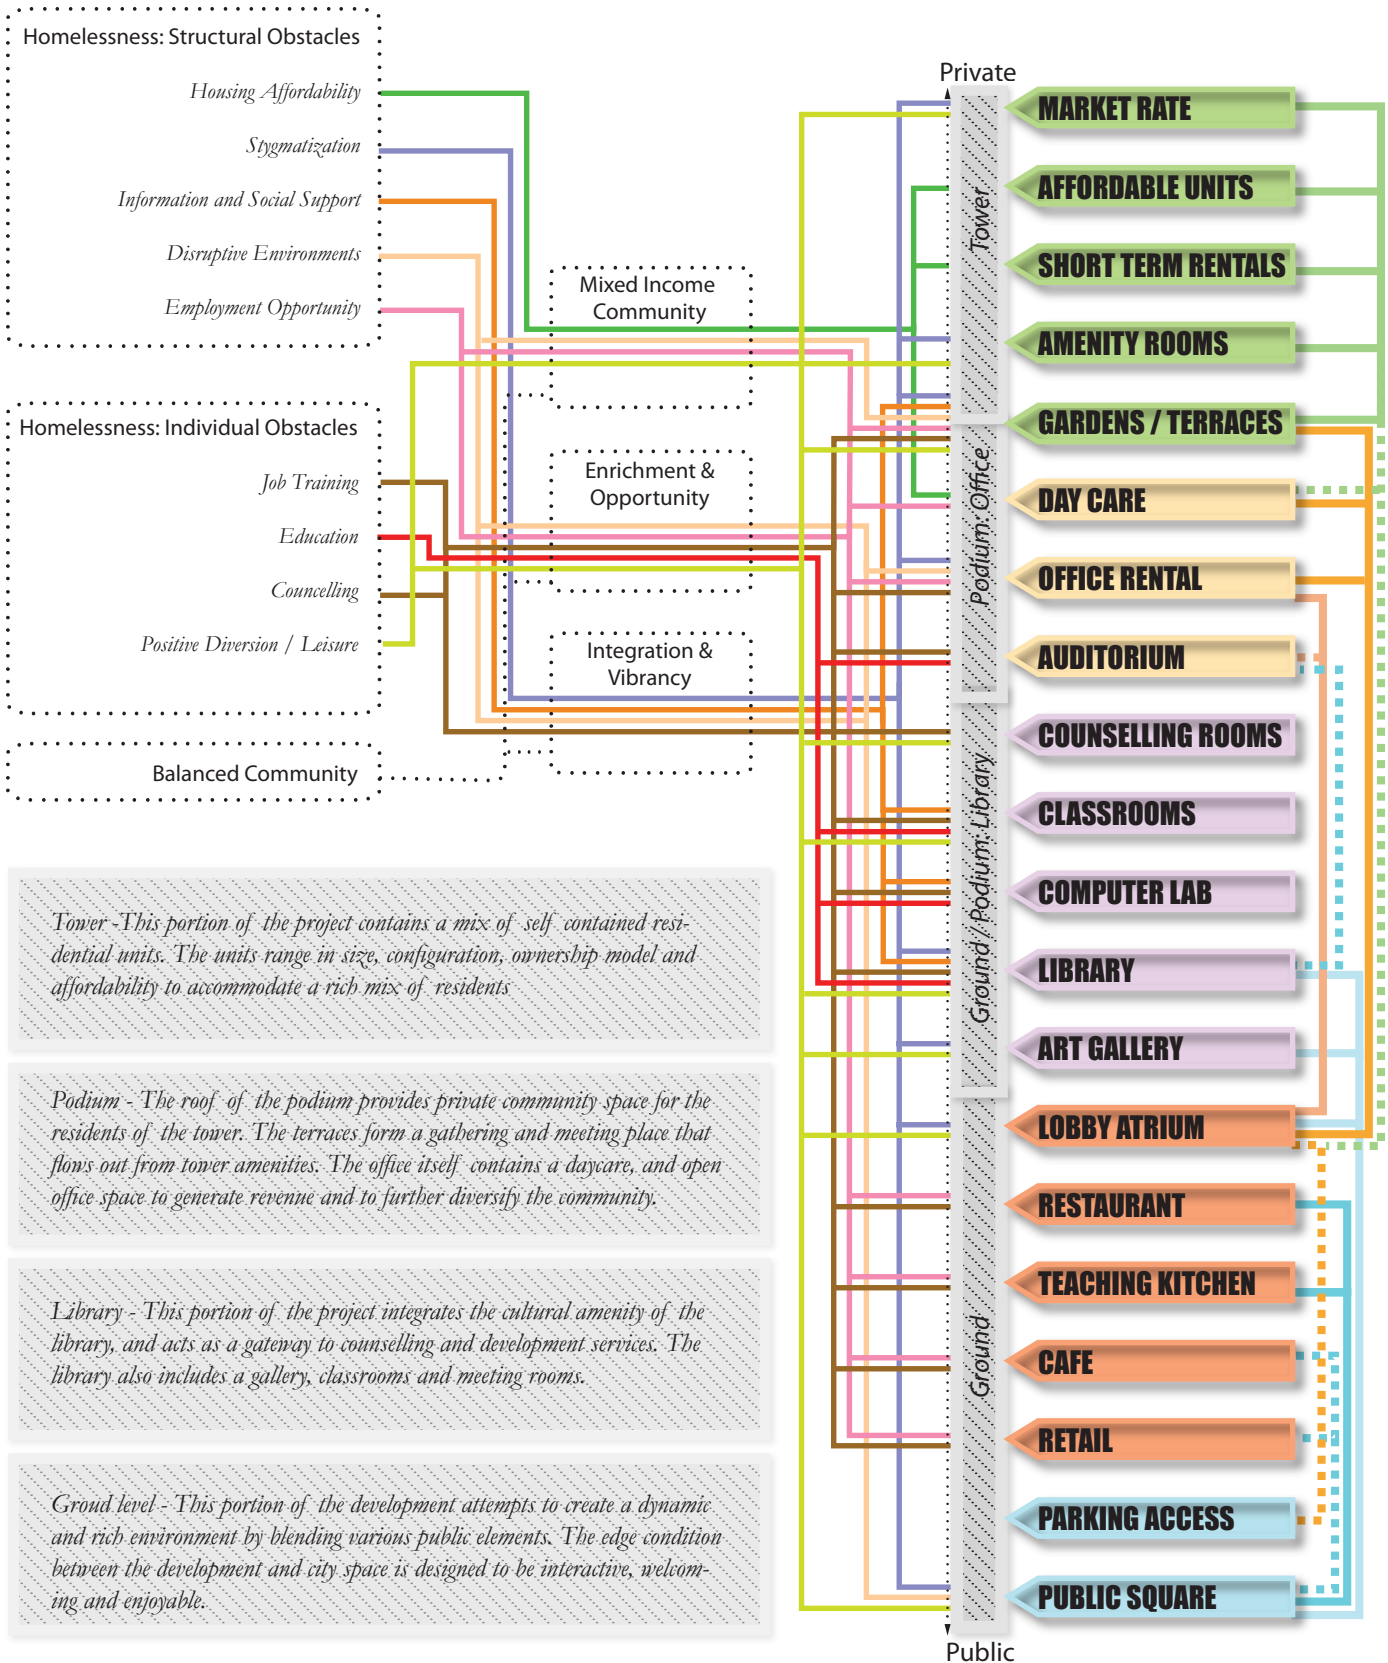 Homelessness: Structural Obstacles
Housing Affordability
Stygmatization
Information and Social Support
Disruptive Environments
Employment Opportunity
Homelessness: Individual Obstacles
Job Training
Education
Councelling
Positive Diversion / Leisure
Balanced Community
Mixed Income
Community
Enrichment &
Opportunity
Integration &
Vibrancy
Private
Tower
Podium: Office
Ground / Podium: Library
Ground
Public
MARKET RATE
AFFORDABLE UNITS
SHORT TERM RENTALS
AMENITY ROOMS
GARDENS / TERRACES
DAY CARE
OFFICE RENTAL
AUDITORIUM
COUNSELLING ROOMS
CLASSROOMS
COMPUTER LAB
LIBRARY
ART GALLERY
LOBBY ATRIUM
RESTAURANT
TEACHING KITCHEN
CAFE
RETAIL
PARKING ACCESS
PUBLIC SQUARE
Tower -This portion of the project contains a mix of self contained resi-
dential units. The units range in size, configuration, ownership model and
affordability to accommodate a rich mix of residents
Podium - The roof of the podium provides private community space for the
residents of the tower. The terraces form a gathering and meeting place that
flows out from tower amenities. The office itself contains a daycare, and open
office space to generate revenue and to further diversify the community.
Library - This portion of the project integrates the cultural amenity of the
library, and acts as a gateway to counselling and development services. The
library also includes a gallery, classrooms and meeting rooms.
Groud level - This portion of the development attempts to create a dynamic
and rich environment by blending various public elements. The edge condition
between the development and city space is designed to be interactive, welcom-
ing and enjoyable.